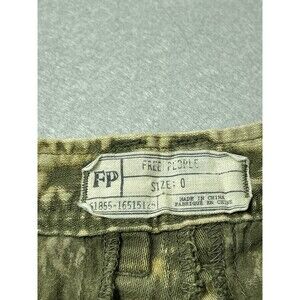 FREE PEOPLE
FP
SIZE: 0
MADE IN CHINA
FABRIQUÉ EN CHINE